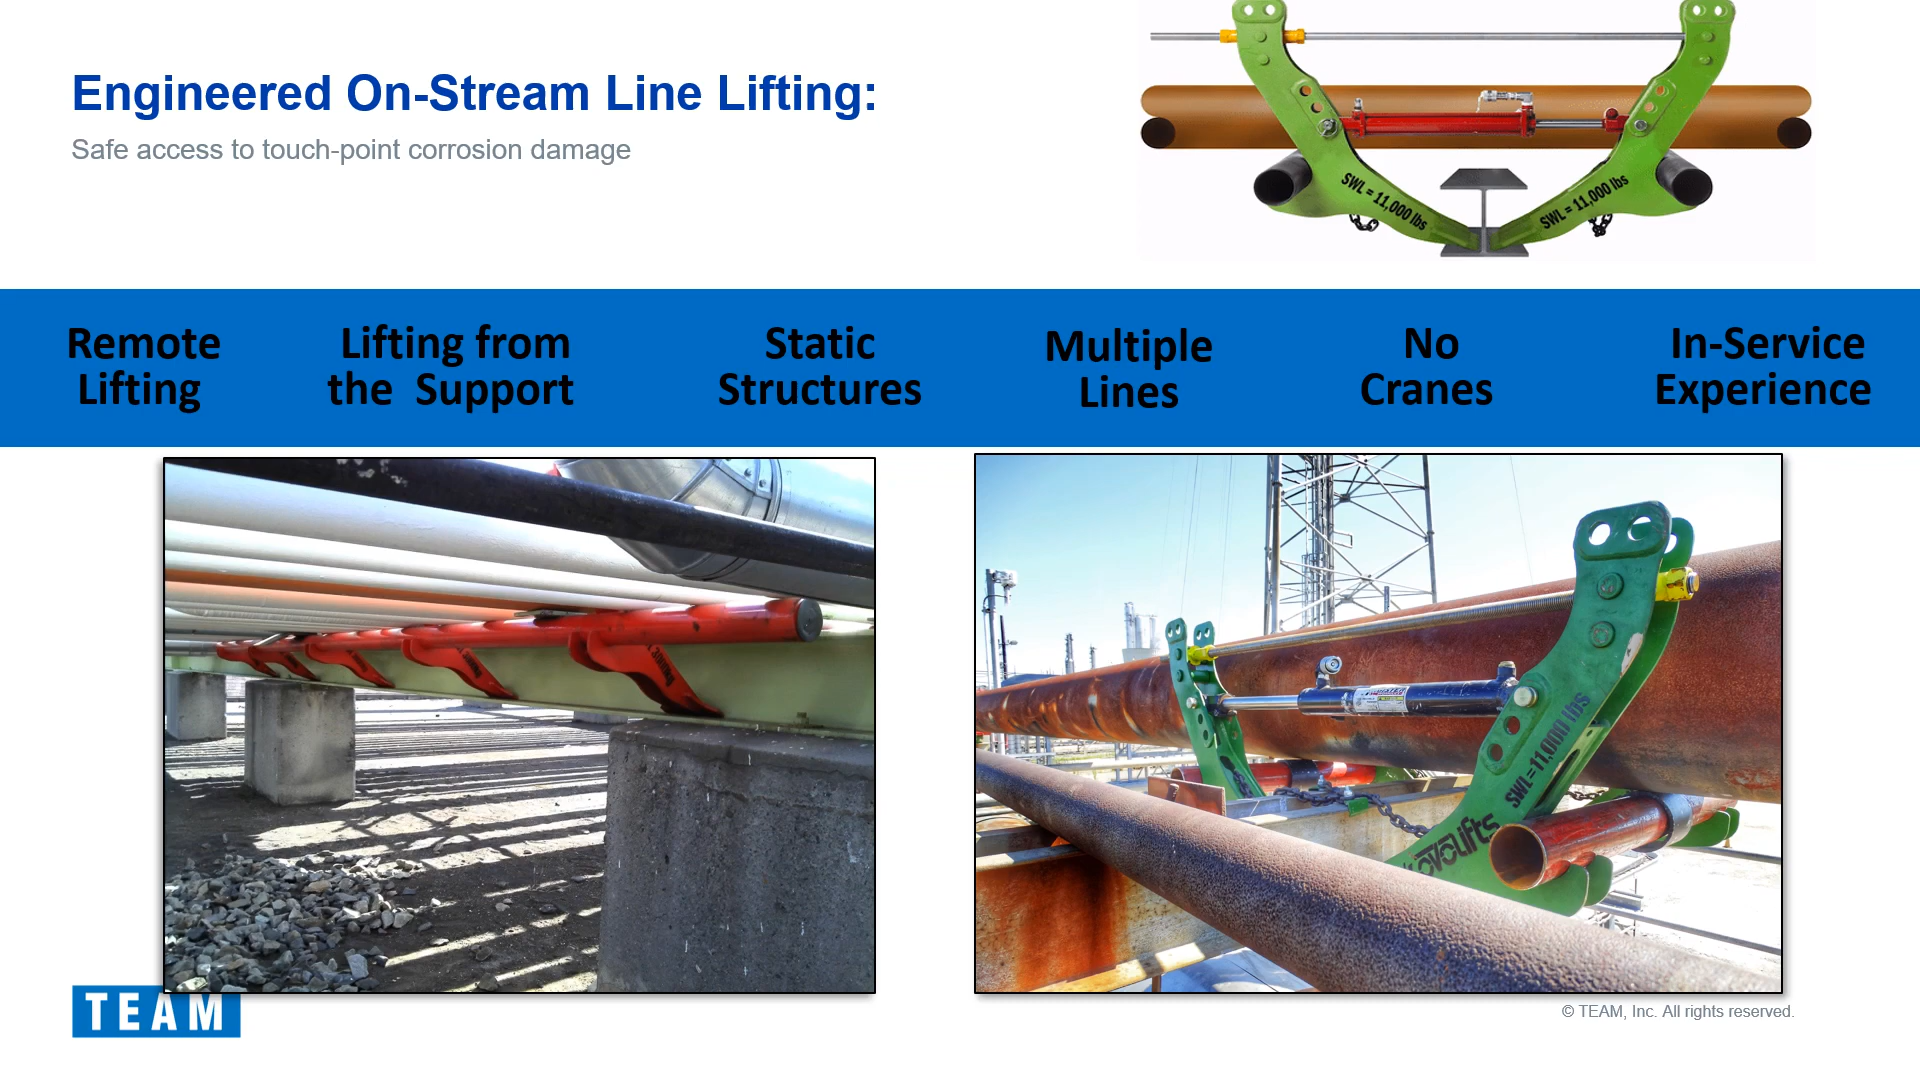 Engineered On-Stream Line Lifting:
Safe access to touch-point corrosion damage
SWL = 11,000 lbs
SWL = 11,000 lbs
Remote
Lifting
Lifting from
the  Support
Static
Structures
Multiple
Lines
No
Cranes
In-Service
Experience
SWL = 11,000 lbs
TEAM
© TEAM, Inc. All rights reserved.